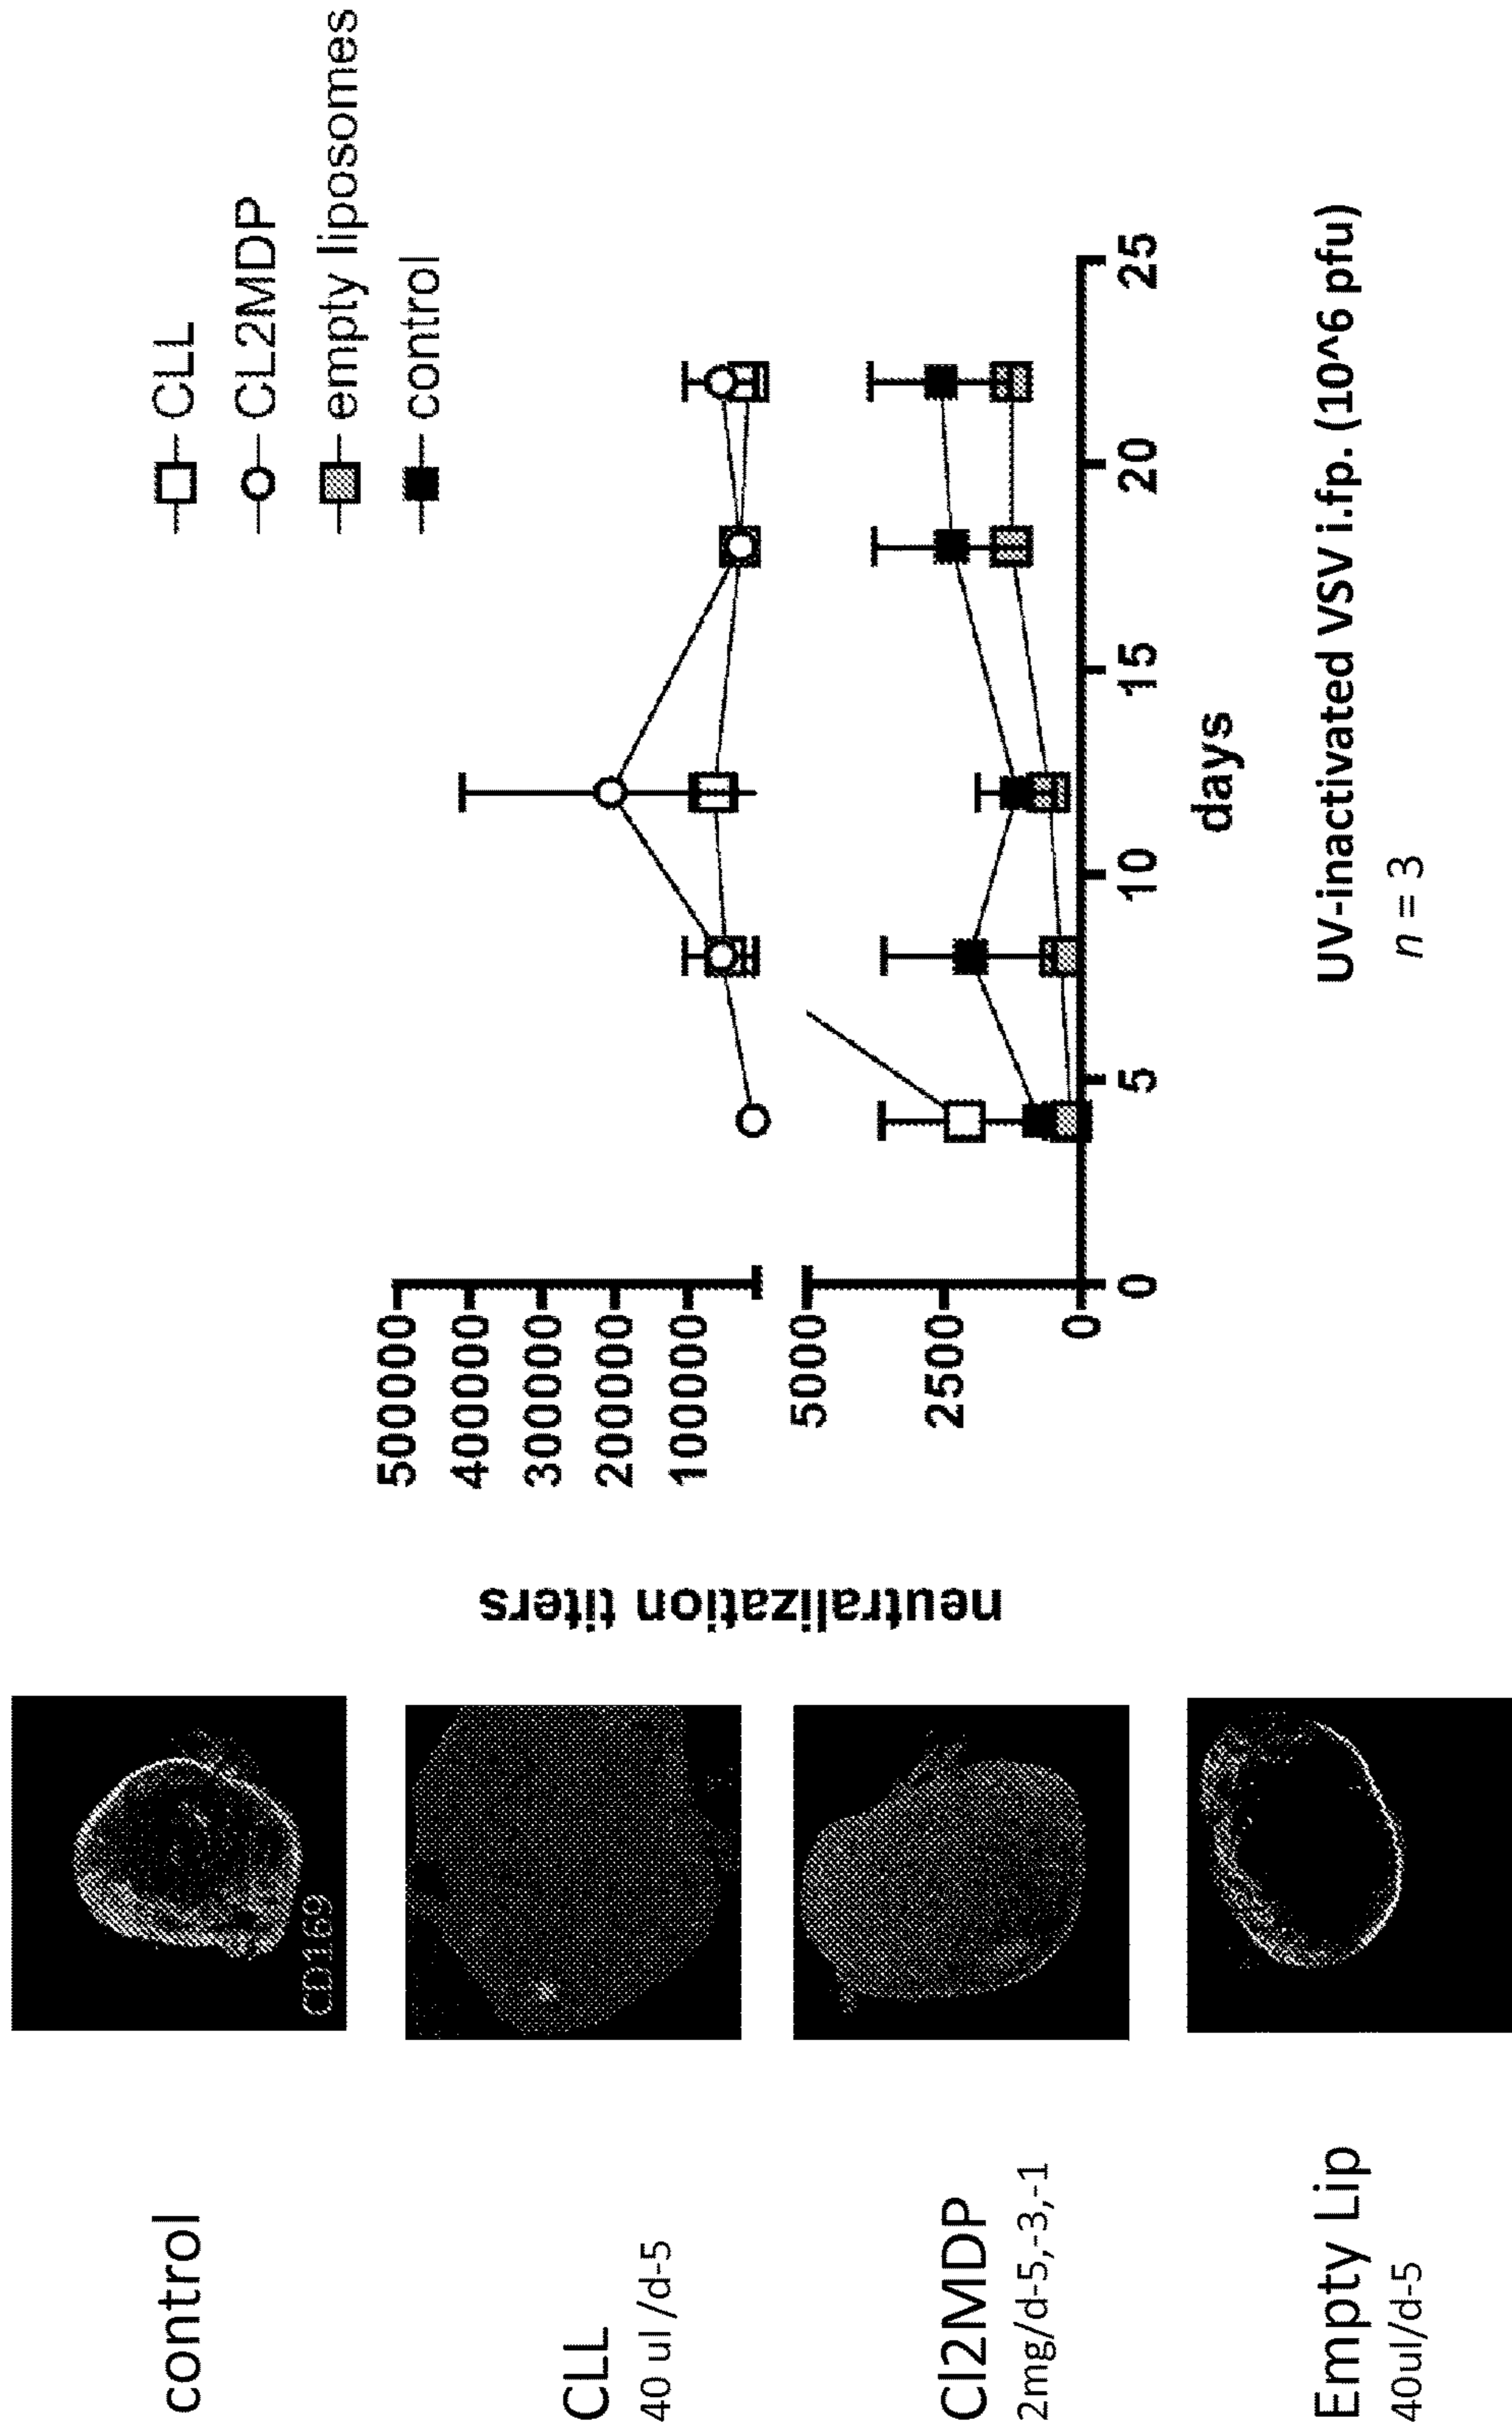 control
CD169
CLL
40 ul /d-5
Cl2MDP
2mg/d-5,-3,-1
Empty Lip
40ul/d-5
neutralization titers
500000
400000
300000
200000
100000
5000
2500
0
0
5
10
15
20
25
days
CLL
CL2MDP
empty liposomes
control
UV-inactivated VSV i.fp. (10^6 pfu)
n = 3